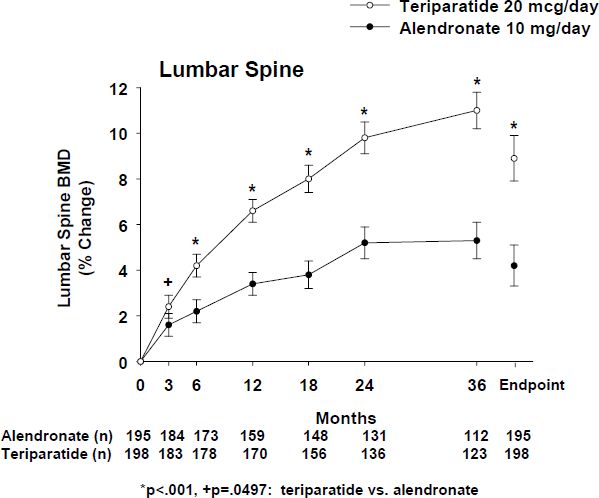 Teriparatide 20 mcg/day
Alendronate 10 mg/day
Lumbar Spine
Lumbar Spine BMD
(% Change)
12
10
8
6
4
2
0
*
*
*
*
*
*
*
+
0 3 6 12 18 24 36 Endpoint
Months
Alendronate (n) 195 184 173 159 148 131 112 195
Teriparatide (n) 198 183 178 170 156 136 123 198
*p<.001, +p=.0497: teriparatide vs. alendronate